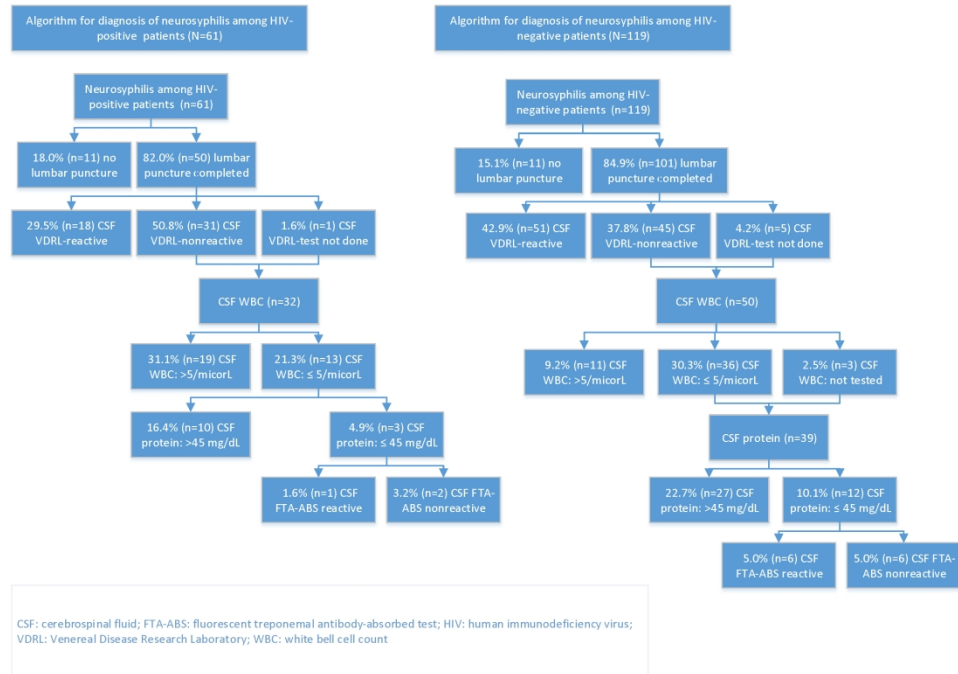 Algorithm for diagnosis of neurosyphilis among HIV-
positive patients (N=61)
Algorithm for diagnosis of neurosyphilis among HIV-
negative patients (N=119)
Neurosyphilis among HIV-
positive patients (n=61)
18.0% (n=11) no
lumbar puncture
82.0% (n=50) lumbar
puncture completed
29.5% (n=18) CSF
VDRL-reactive
50.8% (n=31) CSF
VDRL-nonreactive
1.6% (n=1) CSF
VDRL-test not done
CSF WBC (n=32)
31.1% (n=19) CSF
WBC: >5/micorL
21.3% (n=13) CSF
WBC: ≤ 5/micorL
16.4% (n=10) CSF
protein: >45 mg/dL
4.9% (n=3) CSF
protein: ≤ 45 mg/dL
1.6% (n=1) CSF
FTA-ABS reactive
3.2% (n=2) CSF FTA-
ABS nonreactive
Neurosyphilis among HIV-
negative patients
(n=119)
15.1% (n=11) no
lumbar puncture
84.9% (n=101) lumbar
puncture completed
42.9% (n=51) CSF
VDRL-reactive
37.8% (n=45) CSF
VDRL-nonreactive
4.2% (n=5) CSF
VDRL-test not done
CSF WBC (n=50)
9.2% (n=11) CSF
WBC: >5/micorL
30.3% (n=36) CSF
WBC: ≤ 5/micorL
2.5% (n=3) CSF
WBC: not tested
CSF protein (n=39)
22.7% (n=27) CSF
protein: >45 mg/dL
10.1% (n=12) CSF
protein: ≤ 45 mg/dL
5.0% (n=6) CSF
FTA-ABS reactive
5.0% (n=6) CSF FTA-
ABS nonreactive
CSF: cerebrospinal fluid; FTA-ABS: fluorescent treponemal antibody-absorbed test; HIV: human immunodeficiency virus;
VDRL: Venereal Disease Research Laboratory; WBC: white bell cell count